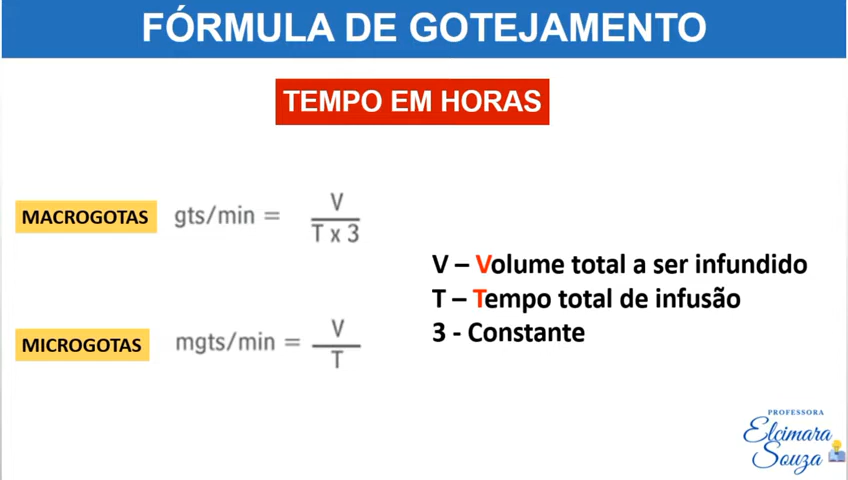 FÓRMULA DE GOTEJAMENTO
TEMPO EM HORAS
MACROGOTAS gts/min = V
T x 3
MICROGOTAS mgts/min = V
T
V – Volume total a ser infundido
T – Tempo total de infusão
3 - Constante
PROFESSORA
Elcimara
Souza